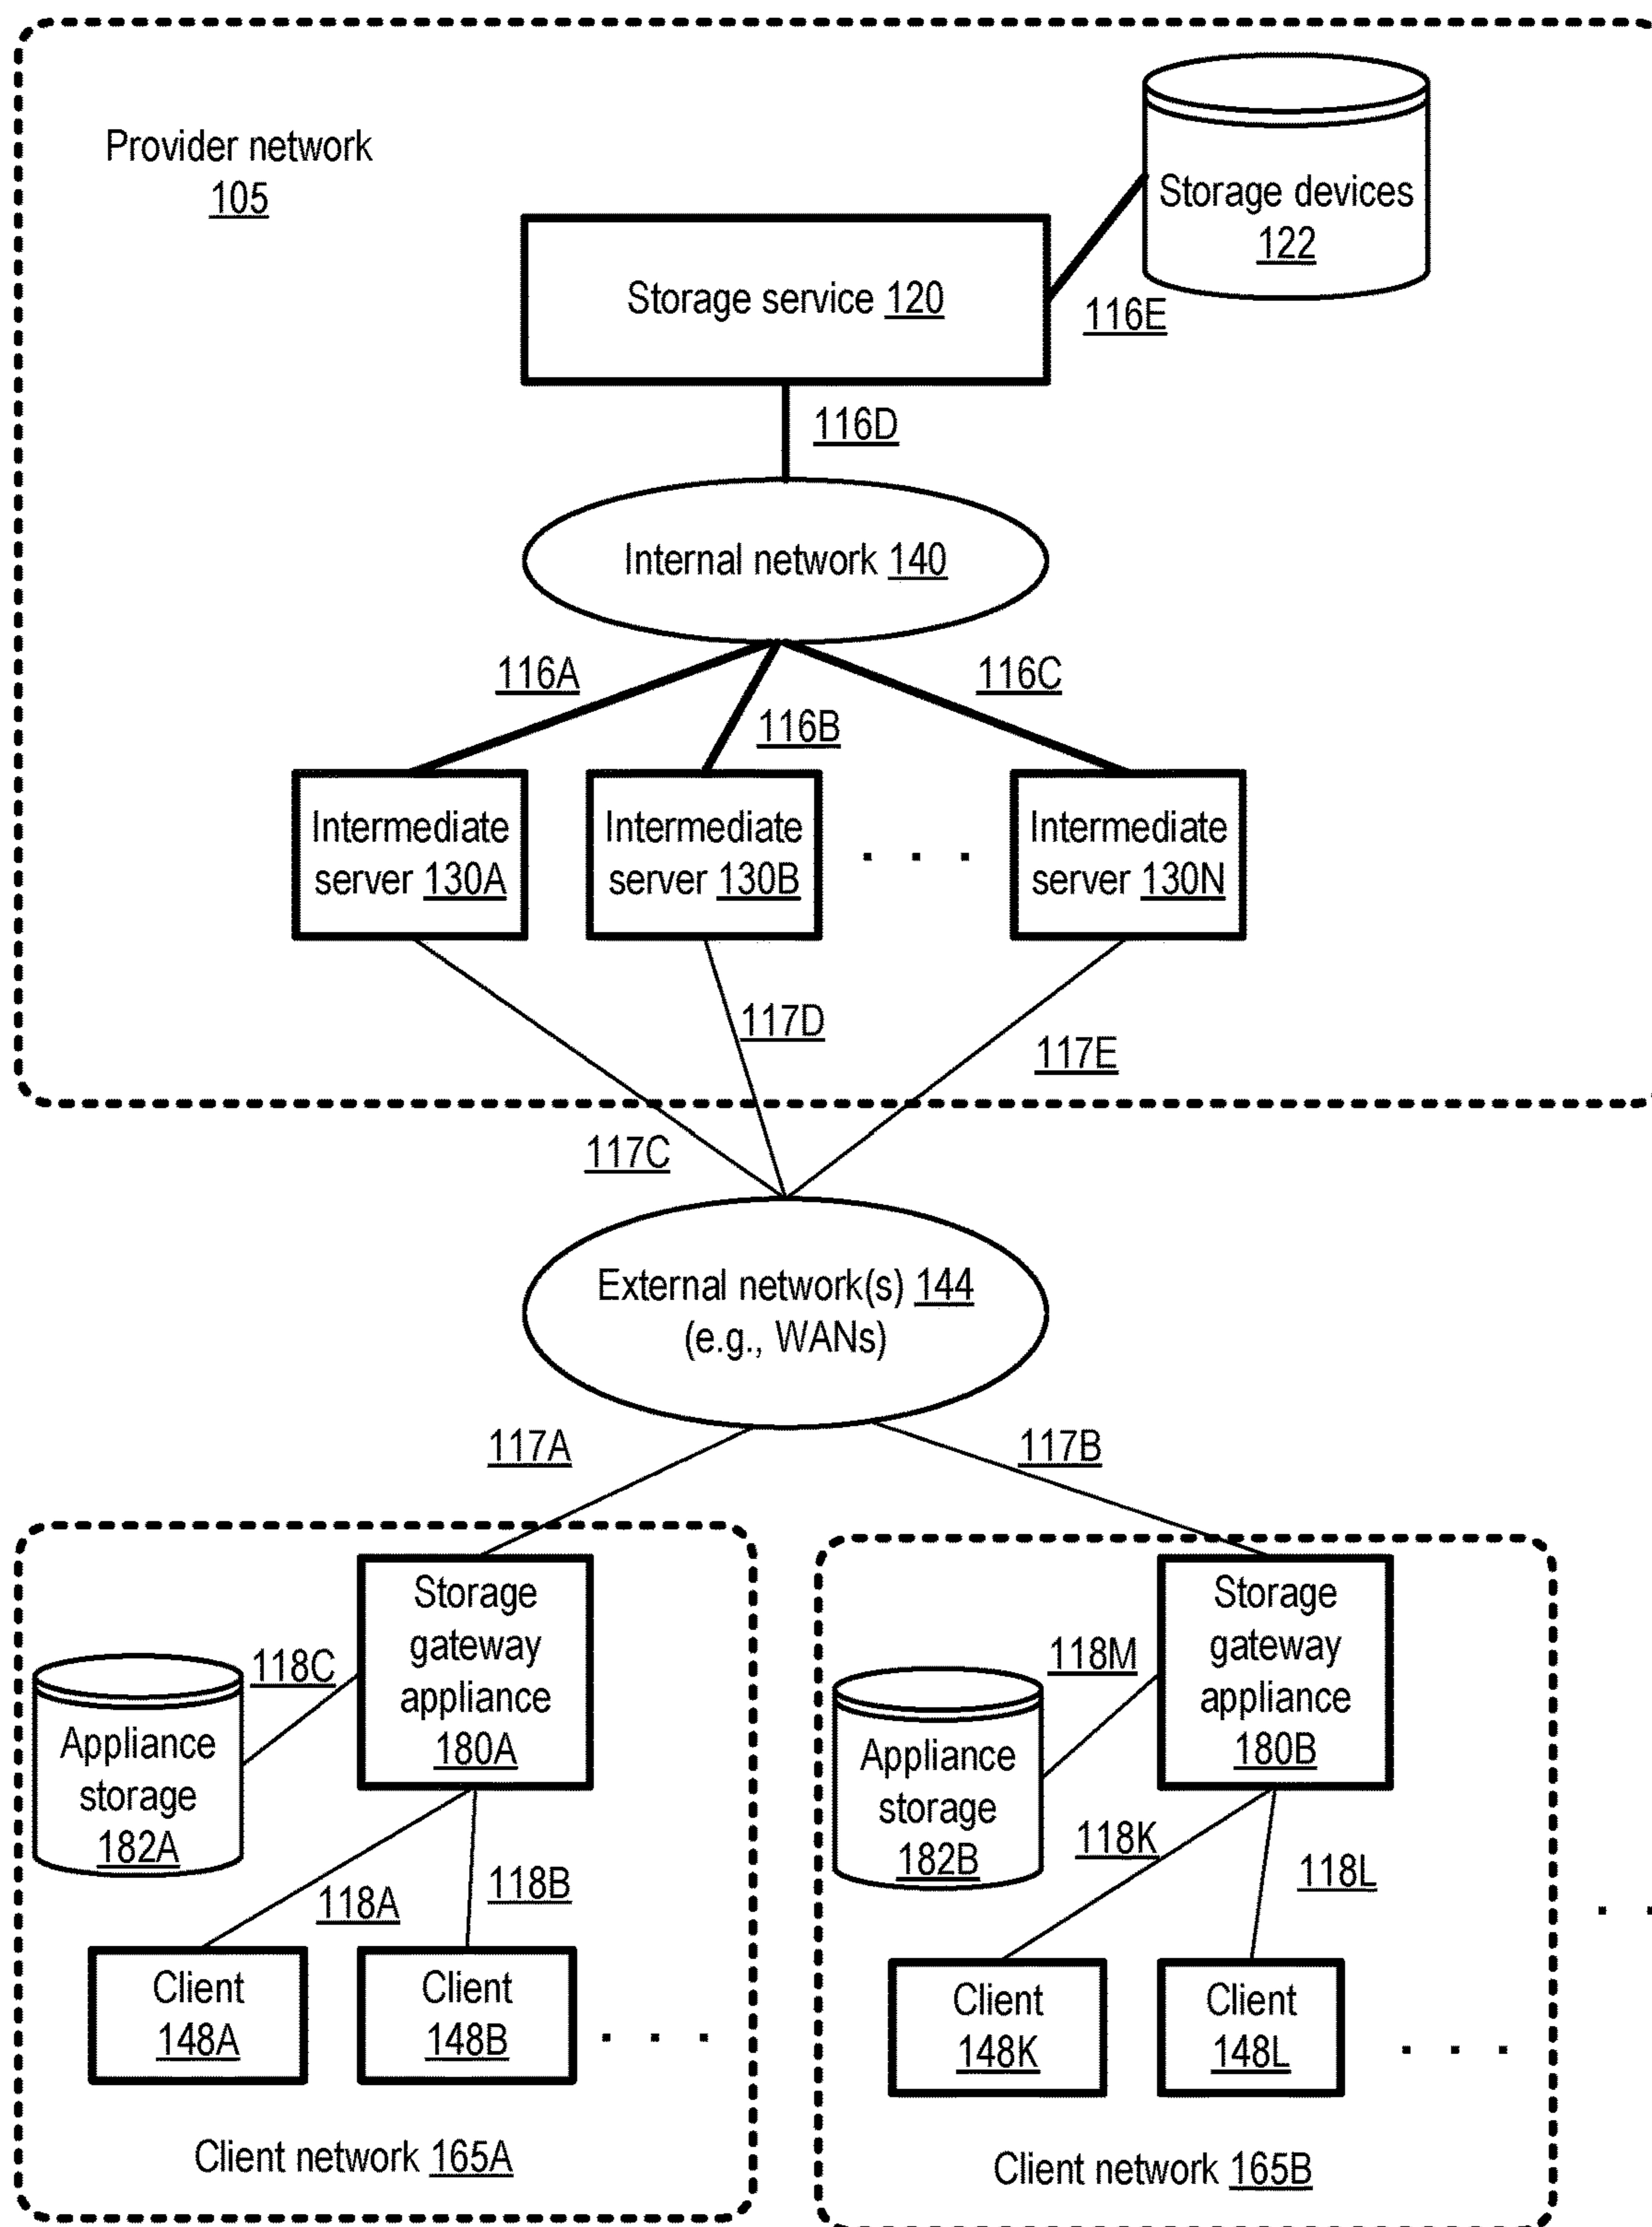 Provider network
105
Storage devices
122
Storage service 120
116E
116D
Internal network 140
116A
116C
116B
Intermediate
server 130A
Intermediate
server 130B
. . .
Intermediate
server 130N
117D
117E
117C
External network(s) 144
(e.g., WANs)
117A
117B
Storage
gateway
appliance
180A
118C
Appliance
storage
182A
118A
118B
Client
148A
Client
148B
. . .
Client network 165A
Storage
gateway
appliance
180B
118M
Appliance
storage
182B
118K
118L
Client
148K
Client
148L
. . .
Client network 165B
. .